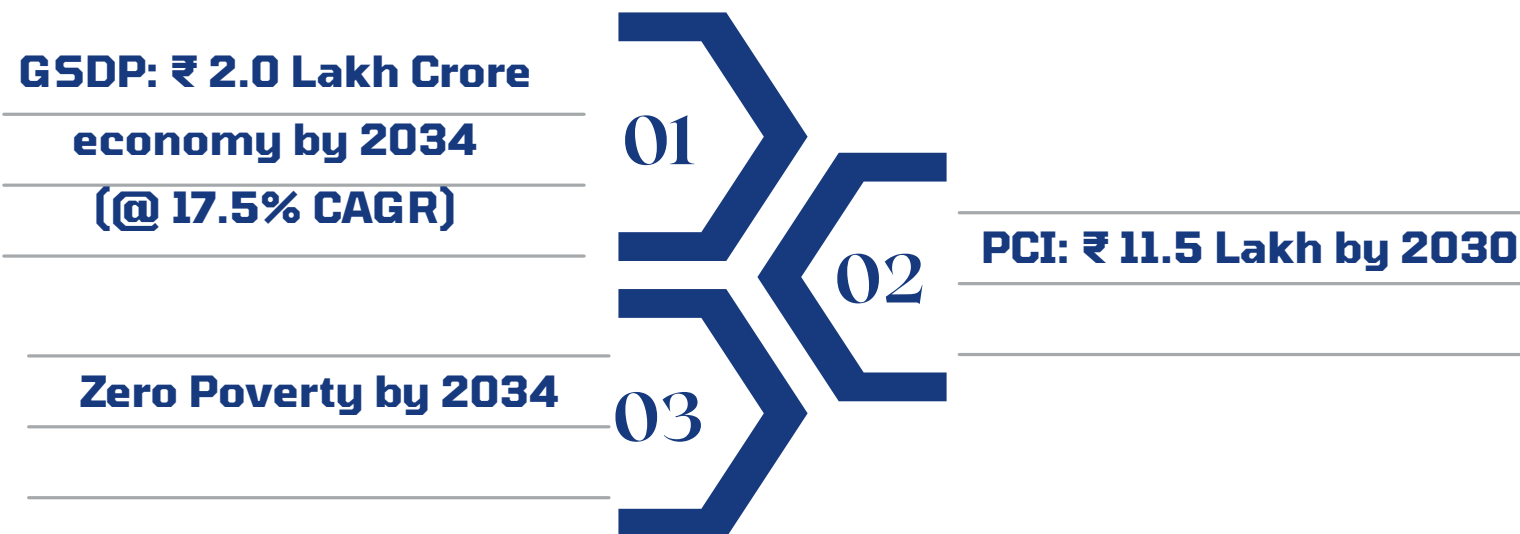 GSDP: ₹ 2.0 Lakh Crore
economy by 2034
(@ 17.5% CAGR)
01
02
PCI: ₹ 11.5 Lakh by 2030
Zero Poverty by 2034
03